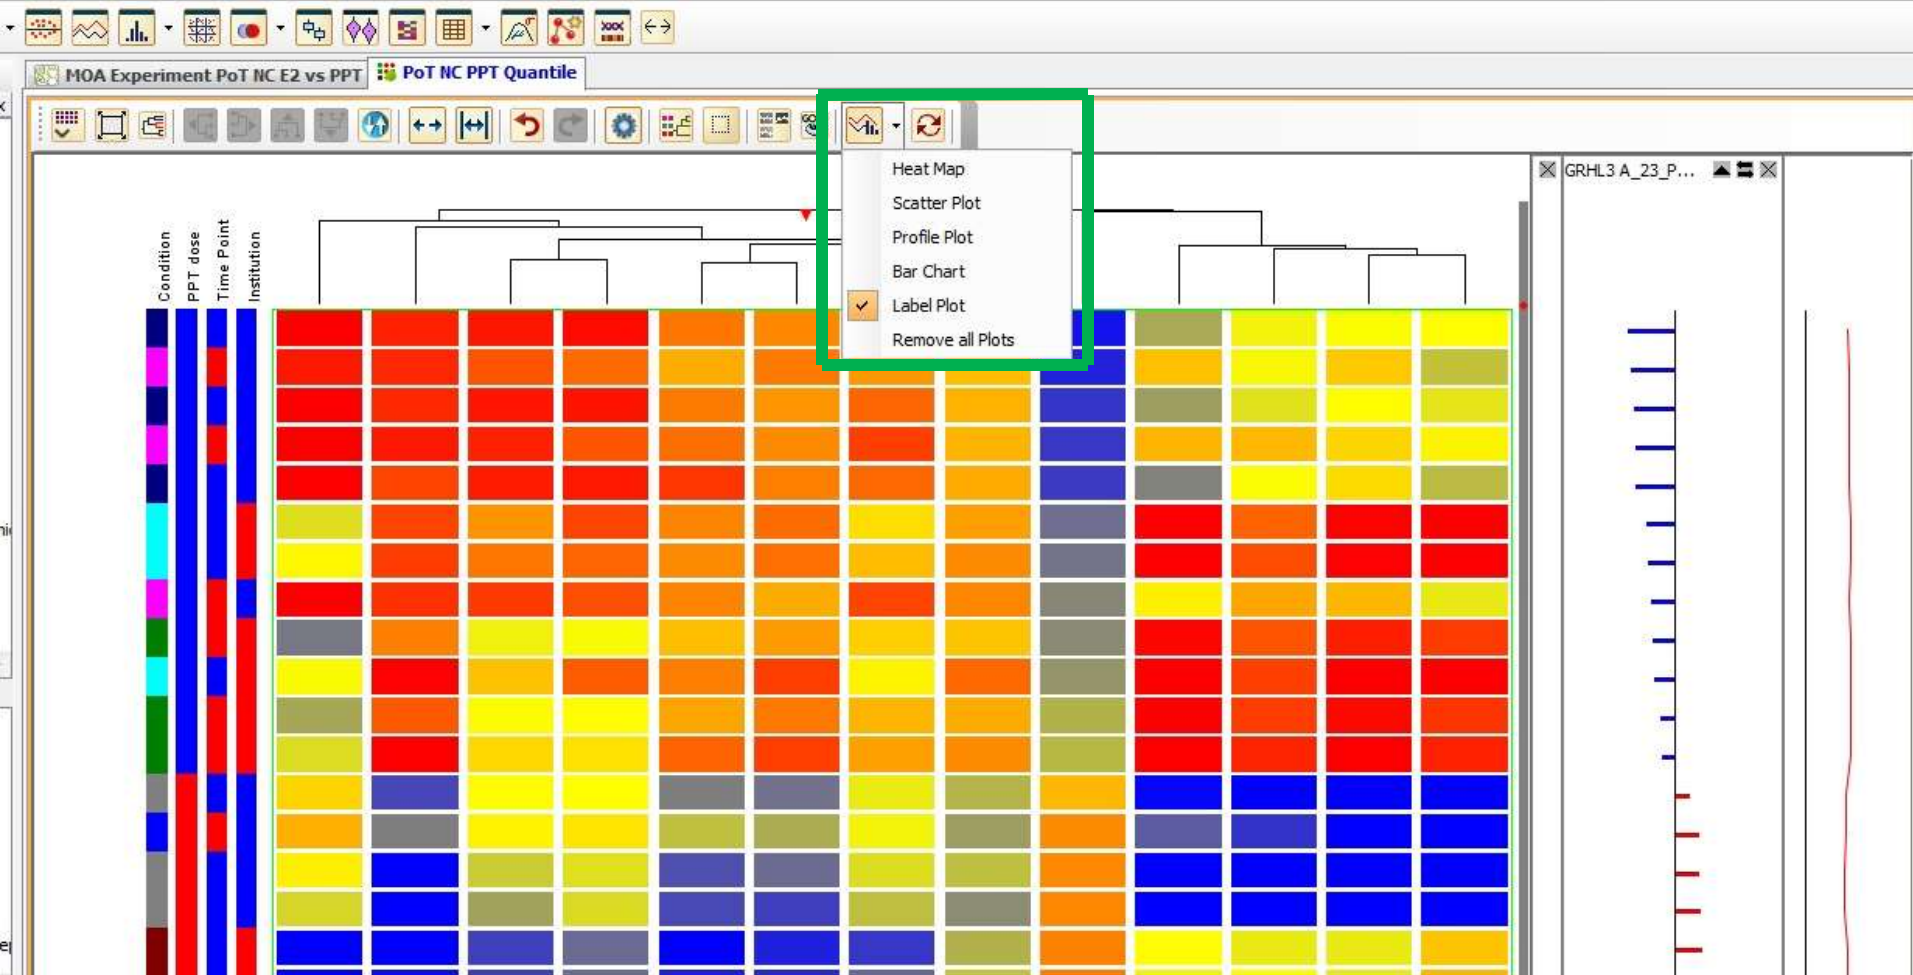 MOA Experiment PoT NC E2 vs PPT
PoT NC PPT Quantile
Heat Map
Scatter Plot
Profile Plot
Bar Chart
Label Plot
Remove all Plots
GRHL3 A_23_P...
Condition
PPT dose
Time Point
Institution